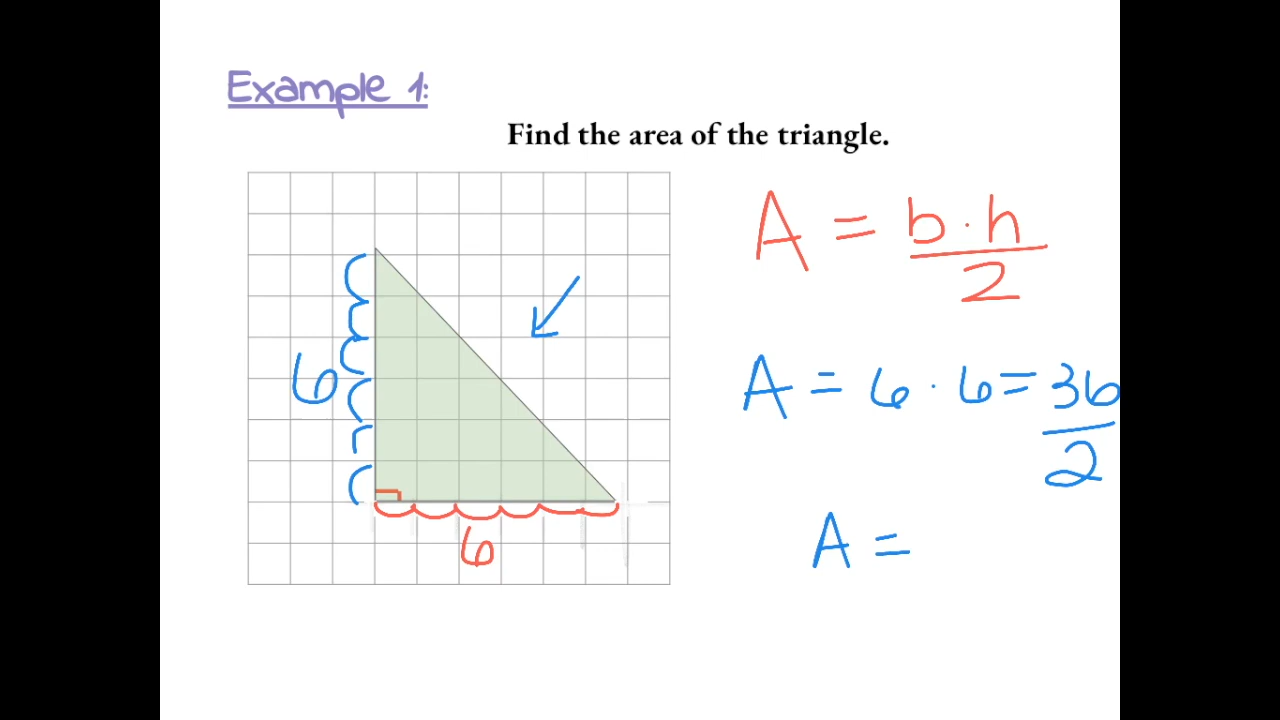 Example 1:
Find the area of the triangle.
A = b · h
2
6
A = 6 · 6 = 36
2
6
A =